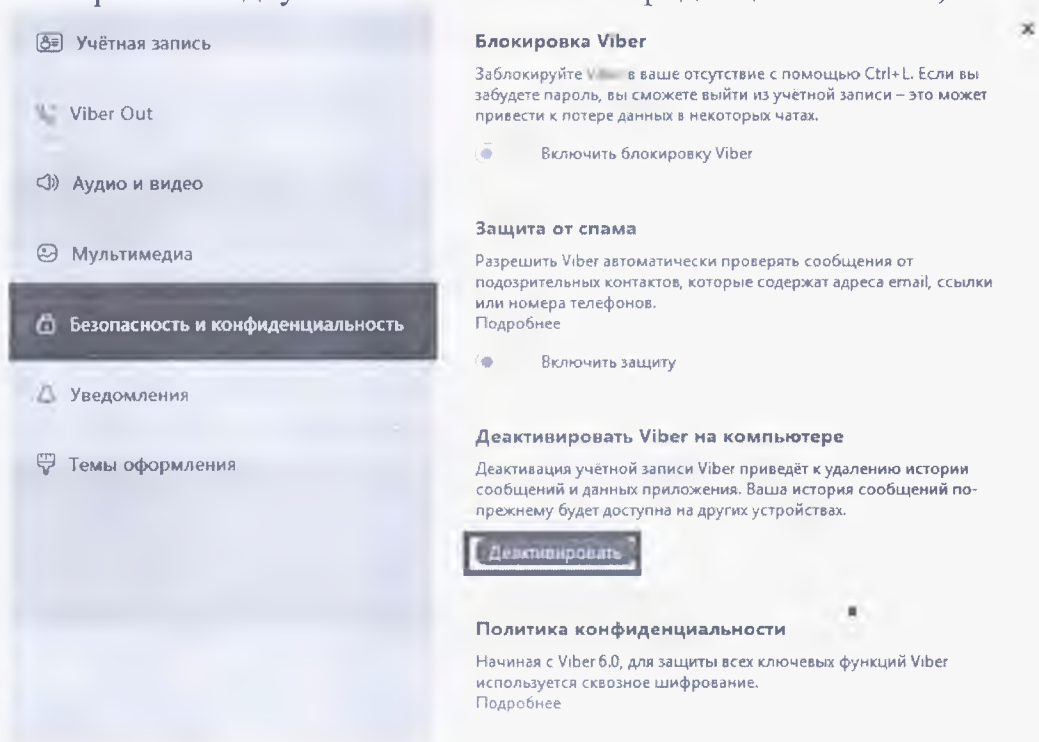 Учётная запись
Viber Out
Аудио и видео
Мультимедиа
Безопасность и конфиденциальность
Уведомления
Темы оформления
Блокировка Viber
Заблокируйте в ваше отсутствие с помощью Ctrl+L. Если вы
забудете пароль, вы сможете выйти из учётной записи – это может
привести к потере данных в некоторых чатах.
Включить блокировку Viber
Защита от спама
Разрешить Viber автоматически проверять сообщения от
подозрительных контактов, которые содержат адреса email, ссылки
или номера телефонов.
Подробнее
Включить защиту
Деактивировать Viber на компьютере
Деактивация учётной записи Viber приведёт к удалению истории
сообщений и данных приложения. Ваша история сообщений по-
прежнему будет доступна на других устройствах.
Деактивировать
Политика конфиденциальности
Начиная с Viber 6.0, для защиты всех ключевых функций Viber
используется сквозное шифрование.
Подробнее